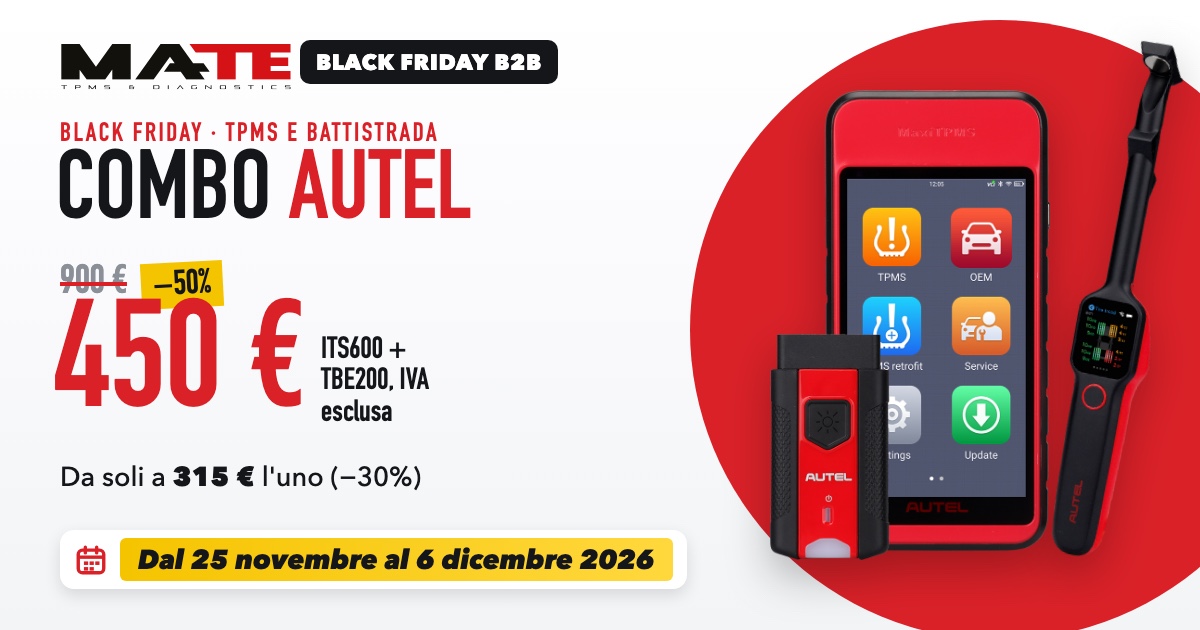 MATE
TPMS & DIAGNOSTICS
BLACK FRIDAY B2B
BLACK FRIDAY · TPMS E BATTISTRADA
COMBO AUTEL
900 €
–50%
450 €
ITS600 +
TBE200, IVA
esclusa
Da soli a 315 € l'uno (–30%)
Dal 25 novembre al 6 dicembre 2026
MaxiTPMS
12:05
TPMS
OEM
MS retrofit
Service
tings
Update
AUTEL
AUTEL
AUTEL